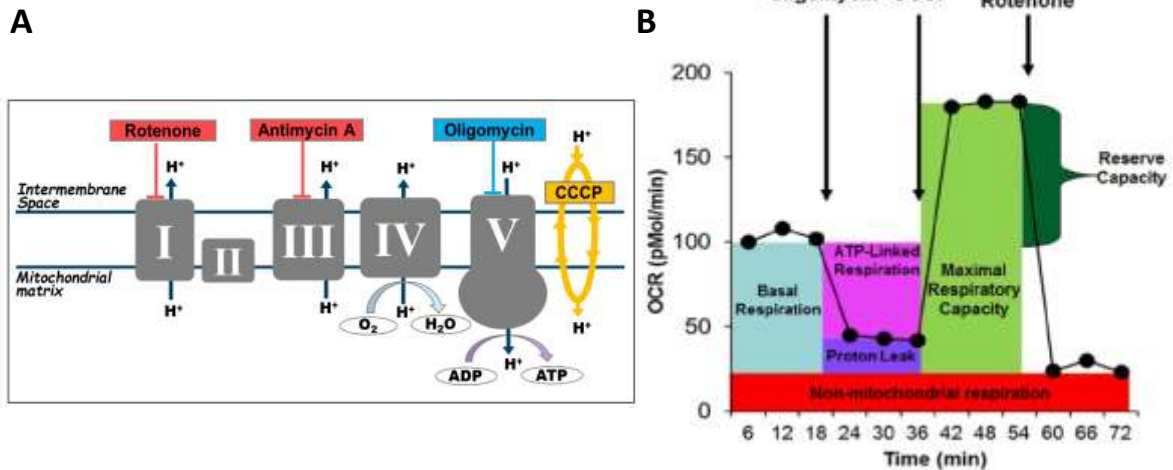 A
Rotenone
Antimycin A
Oligomycin
H⁺
H⁺
H⁺
H⁺
H⁺
CCCP
Intermembrane
Space
I
II
III
IV
V
Mitochondrial
matrix
H⁺
H⁺
H⁺
H⁺
O₂
H₂O
H⁺
ADP
ATP
B
Rotenone
200
150
100
50
0
OCR (pMol/min)
Basal
Respiration
ATP-Linked
Respiration
Proton Leak
Maximal
Respiratory
Capacity
Reserve
Capacity
Non-mitochondrial respiration
6 12 18 24 30 36 42 48 54 60 66 72
Time (min)